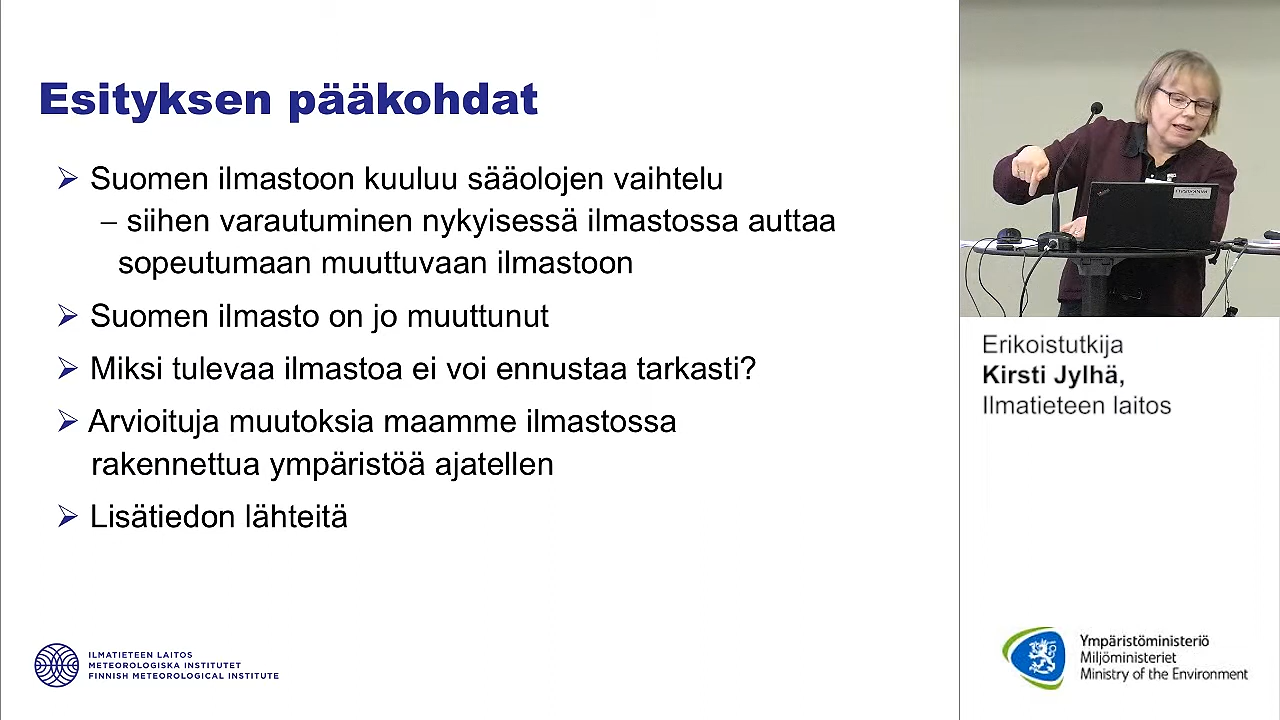 Esityksen pääkohdat
Suomen ilmastoon kuuluu sääolojen vaihtelu
– siihen varautuminen nykyisessä ilmastossa auttaa
sopeutumaan muuttuvaan ilmastoon
Suomen ilmasto on jo muuttunut
Miksi tulevaa ilmastoa ei voi ennustaa tarkasti?
Arvioituja muutoksia maamme ilmastossa
rakennettua ympäristöä ajatellen
Lisätiedon lähteitä
ILMATIETEEN LAITOS
METEOROLOGISKA INSTITUTET
FINNISH METEOROLOGICAL INSTITUTE
Erikoistutkija
Kirsti Jylhä,
Ilmatieteen laitos
Ympäristöministeriö
Miljöministeriet
Ministry of the Environment